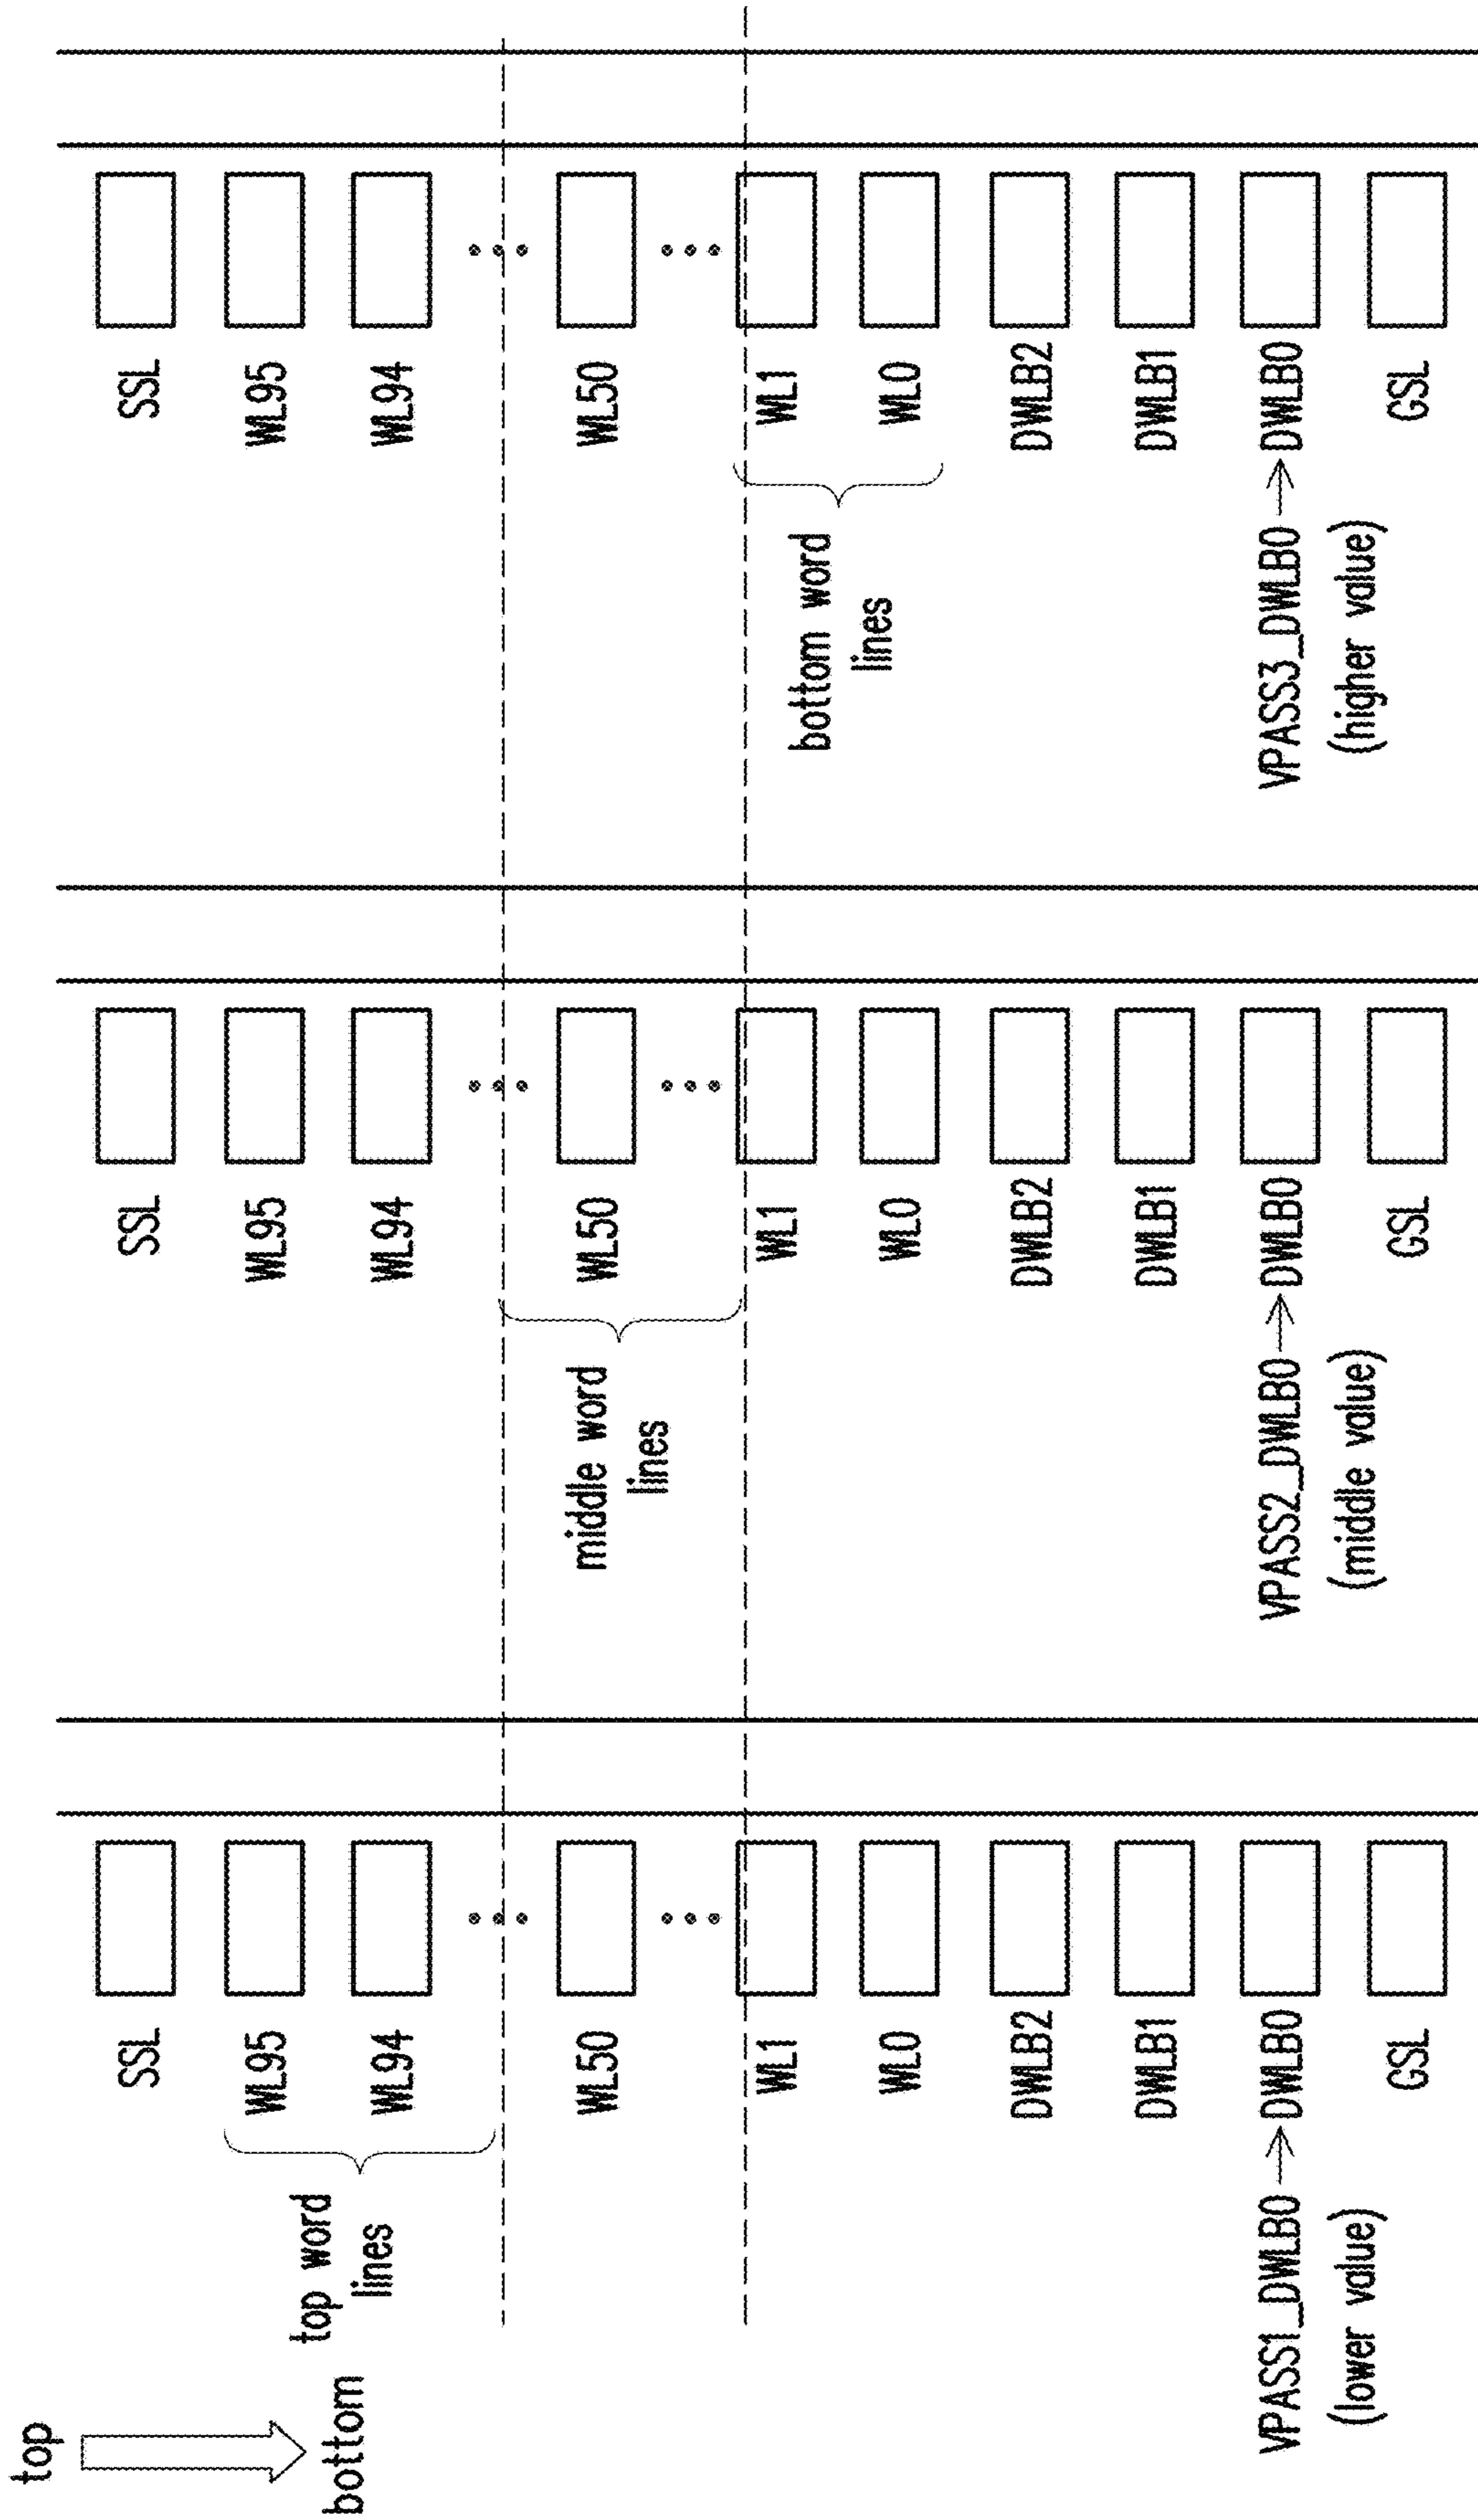 top
bottom
top word
lines
SSL
WL95
WL94
WL50
WL1
WL0
DWLB2
DWLB1
VPASS1_DWLB0
DWLB0
(lower value)
GSL
SSL
WL95
WL94
middle word
lines
WL50
WL1
WL0
DWLB2
DWLB1
VPASS2_DWLB0
DWLB0
(middle value)
GSL
SSL
WL95
WL94
WL50
WL1
bottom word
lines
WL0
DWLB2
DWLB1
VPASS3_DWLB0
DWLB0
(higher value)
GSL